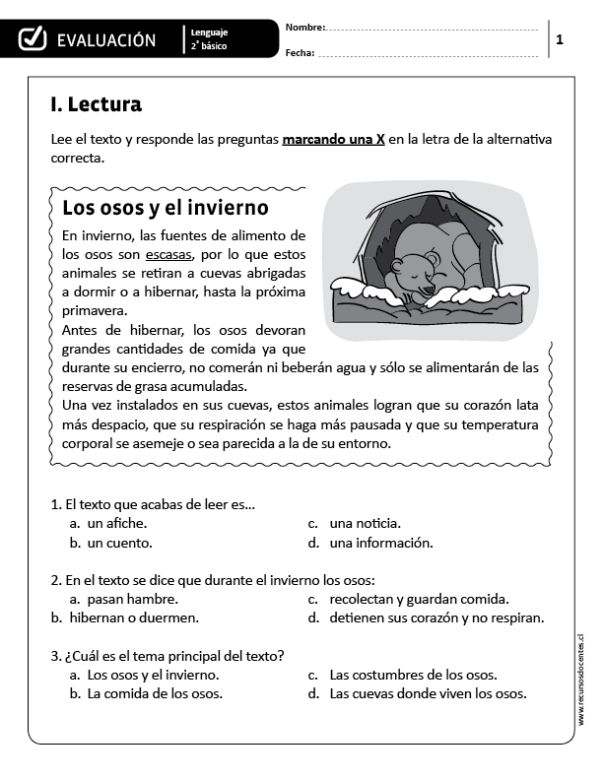 EVALUACIÓN
Lenguaje
2° básico
Nombre:
Fecha:
1
I. Lectura
Lee el texto y responde las preguntas marcando una X en la letra de la alternativa
correcta.
Los osos y el invierno
En invierno, las fuentes de alimento de
los osos son escasas, por lo que estos
animales se retiran a cuevas abrigadas
a dormir o a hibernar, hasta la próxima
primavera.
Antes de hibernar, los osos devoran
grandes cantidades de comida ya que
durante su encierro, no comerán ni beberán agua y sólo se alimentarán de las
reservas de grasa acumuladas.
Una vez instalados en sus cuevas, estos animales logran que su corazón lata
más despacio, que su respiración se haga más pausada y que su temperatura
corporal se asemeje o sea parecida a la de su entorno.
1. El texto que acabas de leer es...
a. un afiche.
b. un cuento.
c. una noticia.
d. una información.
2. En el texto se dice que durante el invierno los osos:
a. pasan hambre.
b. hibernan o duermen.
c. recolectan y guardan comida.
d. detienen sus corazón y no respiran.
3. ¿Cuál es el tema principal del texto?
a. Los osos y el invierno.
b. La comida de los osos.
c. Las costumbres de los osos.
d. Las cuevas donde viven los osos.
www.recursosdocentes.cl